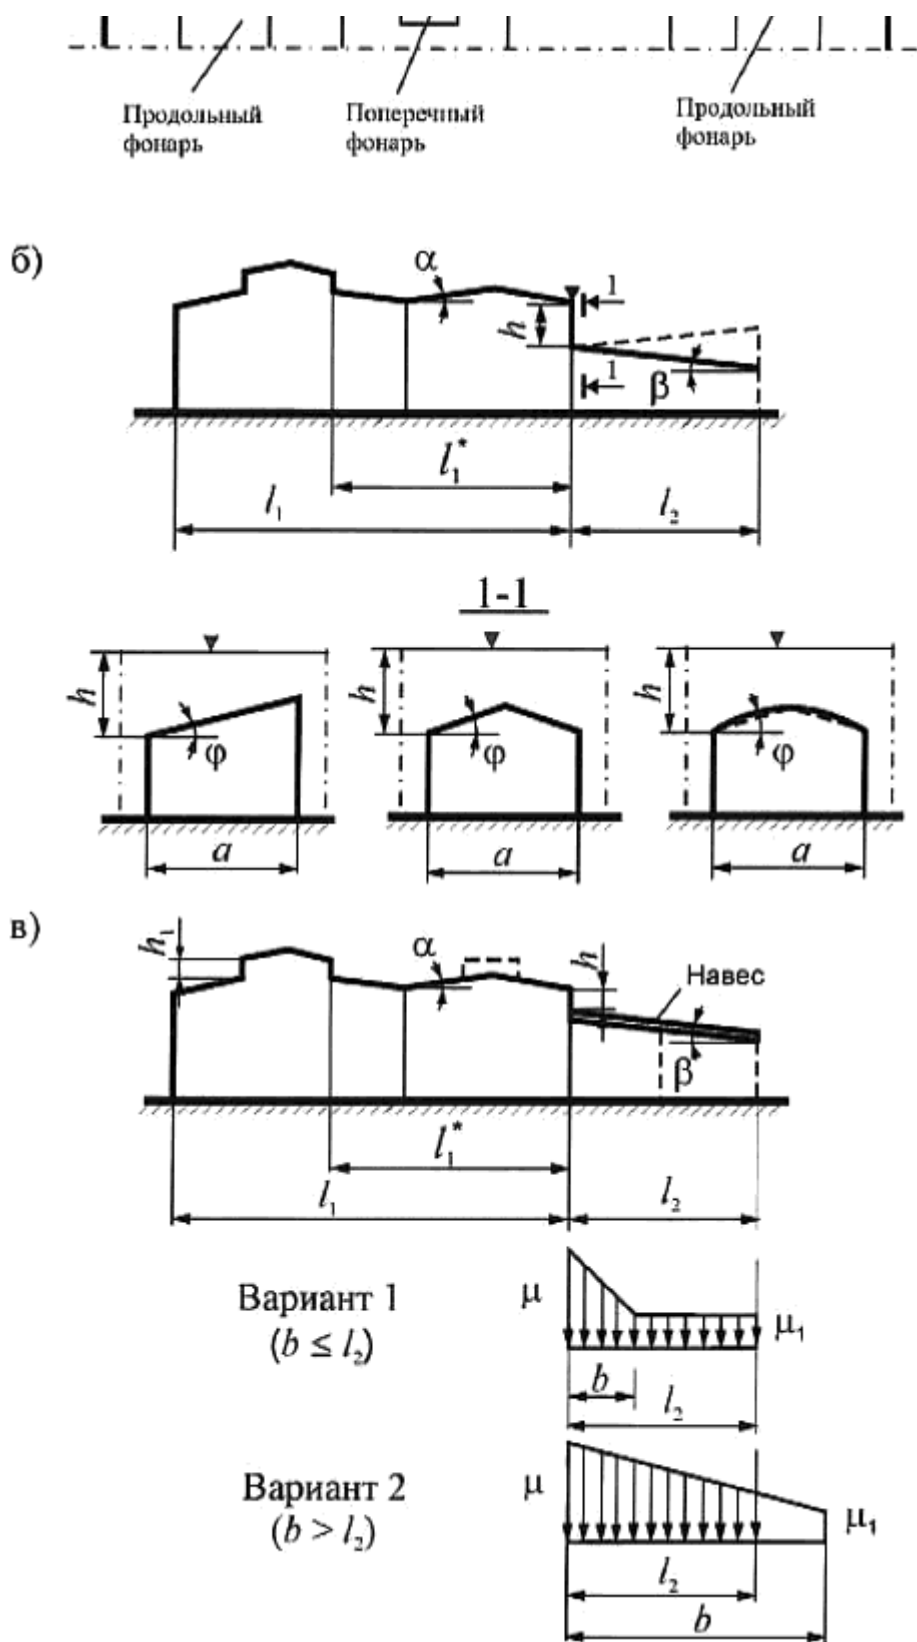 Продольный
фонарь
Поперечный
фонарь
Продольный
фонарь
б)
α
h
1
1
β
l₁*
l₁
l₂
1-1
h
φ
a
h
φ
a
h
φ
a
в)
h₁
α
h
Навес
β
l₁*
l₁
l₂
Вариант 1
(b ≤ l₂)
μ
μ₁
b
l₂
Вариант 2
(b > l₂)
μ
μ₁
l₂
b